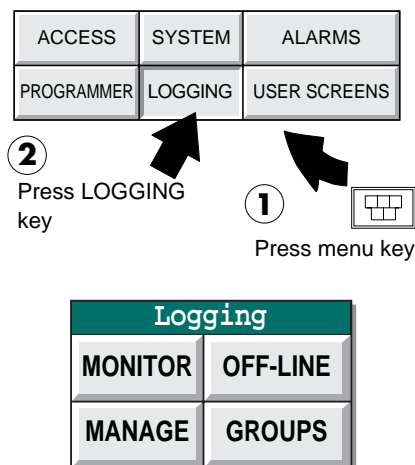 ACCESS SYSTEM ALARMS
PROGRAMMER LOGGING USER SCREENS
2
Press LOGGING
key
1
Press menu key
Logging
MONITOR OFF-LINE
MANAGE GROUPS